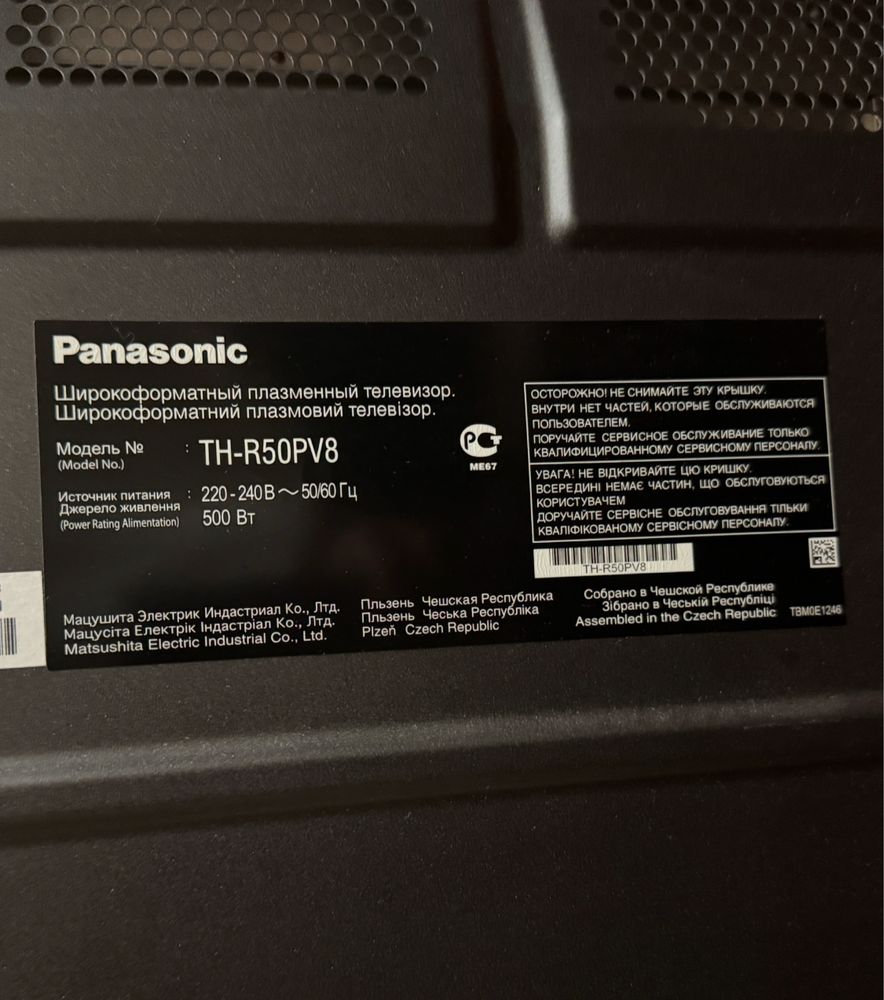 Panasonic
Широкоформатный плазменный телевизор.
Широкоформатний плазмовий телевізор.
Модель № : TH-R50PV8
(Model No.)
Источник питания : 220-240В ~ 50/60 Гц
Джерело живлення 500 Вт
(Power Rating Alimentation)
РСТ
ME67
ОСТОРОЖНО! НЕ СНИМАЙТЕ ЭТУ КРЫШКУ.
ВНУТРИ НЕТ ЧАСТЕЙ, КОТОРЫЕ ОБСЛУЖИВАЮТСЯ
ПОЛЬЗОВАТЕЛЕМ.
ПОРУЧАЙТЕ СЕРВИСНОЕ ОБСЛУЖИВАНИЕ ТОЛЬКО
КВАЛИФИЦИРОВАННОМУ СЕРВИСНОМУ ПЕРСОНАЛУ.
УВАГА! НЕ ВІДКРИВАЙТЕ ЦЮ КРИШКУ.
ВСЕРЕДИНІ НЕМАЄ ЧАСТИН, ЩО ОБСЛУГОВУЮТЬСЯ
КОРИСТУВАЧЕМ
ДОРУЧАЙТЕ СЕРВІСНЕ ОБСЛУГОВУВАННЯ ТІЛЬКИ
КВАЛІФІКОВАНОМУ СЕРВІСНОМУ ПЕРСОНАЛУ.
TH-R50PV8
Мацушита Электрик Индастриал Ко., Лтд.
Мацусіта Електрік Індастріал Ко., Лтд.
Matsushita Electric Industrial Co., Ltd.
Пльзень Чешская Республика
Пльзень Чеська Республіка
Plzeň Czech Republic
Собрано в Чешской Республике
Зібрано в Чеській Республіці
Assembled in the Czech Republic
TBM0E1246